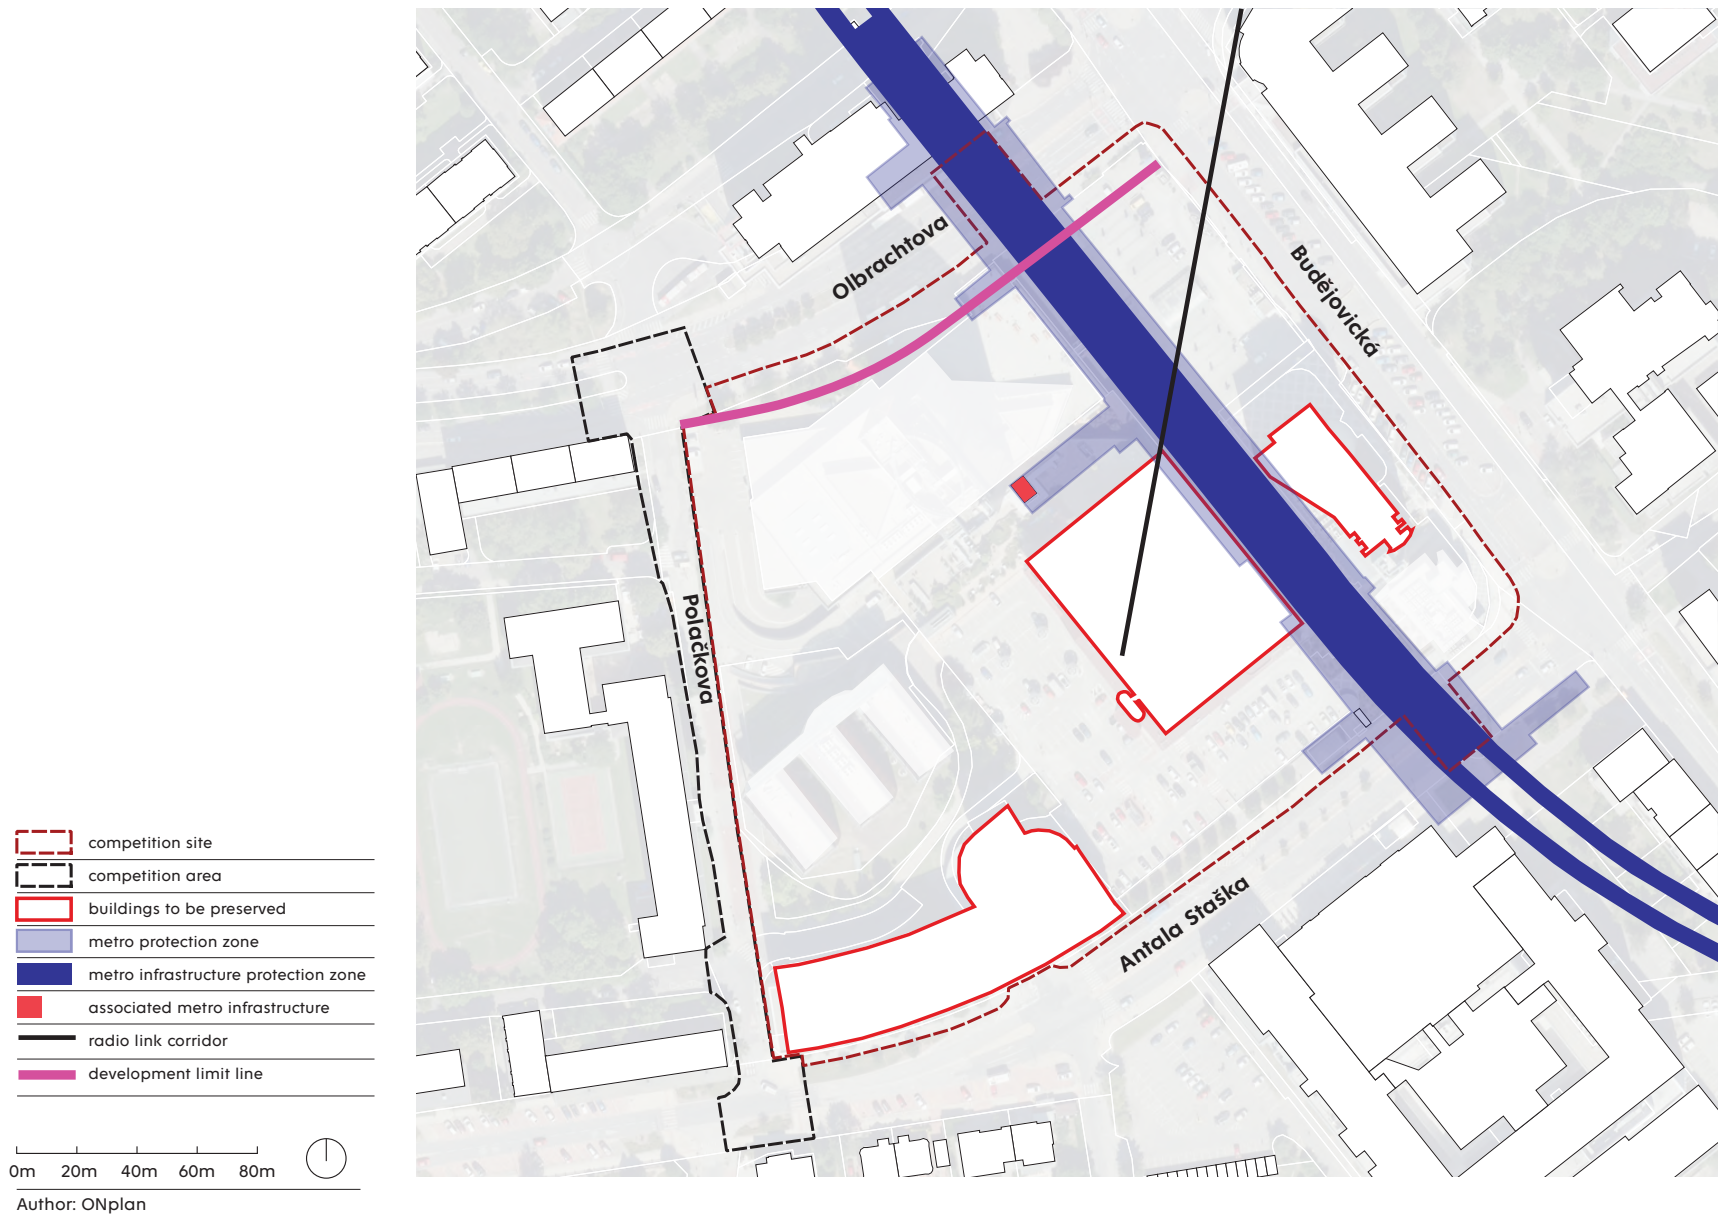 Olbrachtova
Budějovická
Polačkova
Antala Staška
competition site
competition area
buildings to be preserved
metro protection zone
metro infrastructure protection zone
associated metro infrastructure
radio link corridor
development limit line
0m 20m 40m 60m 80m
Author: ONplan